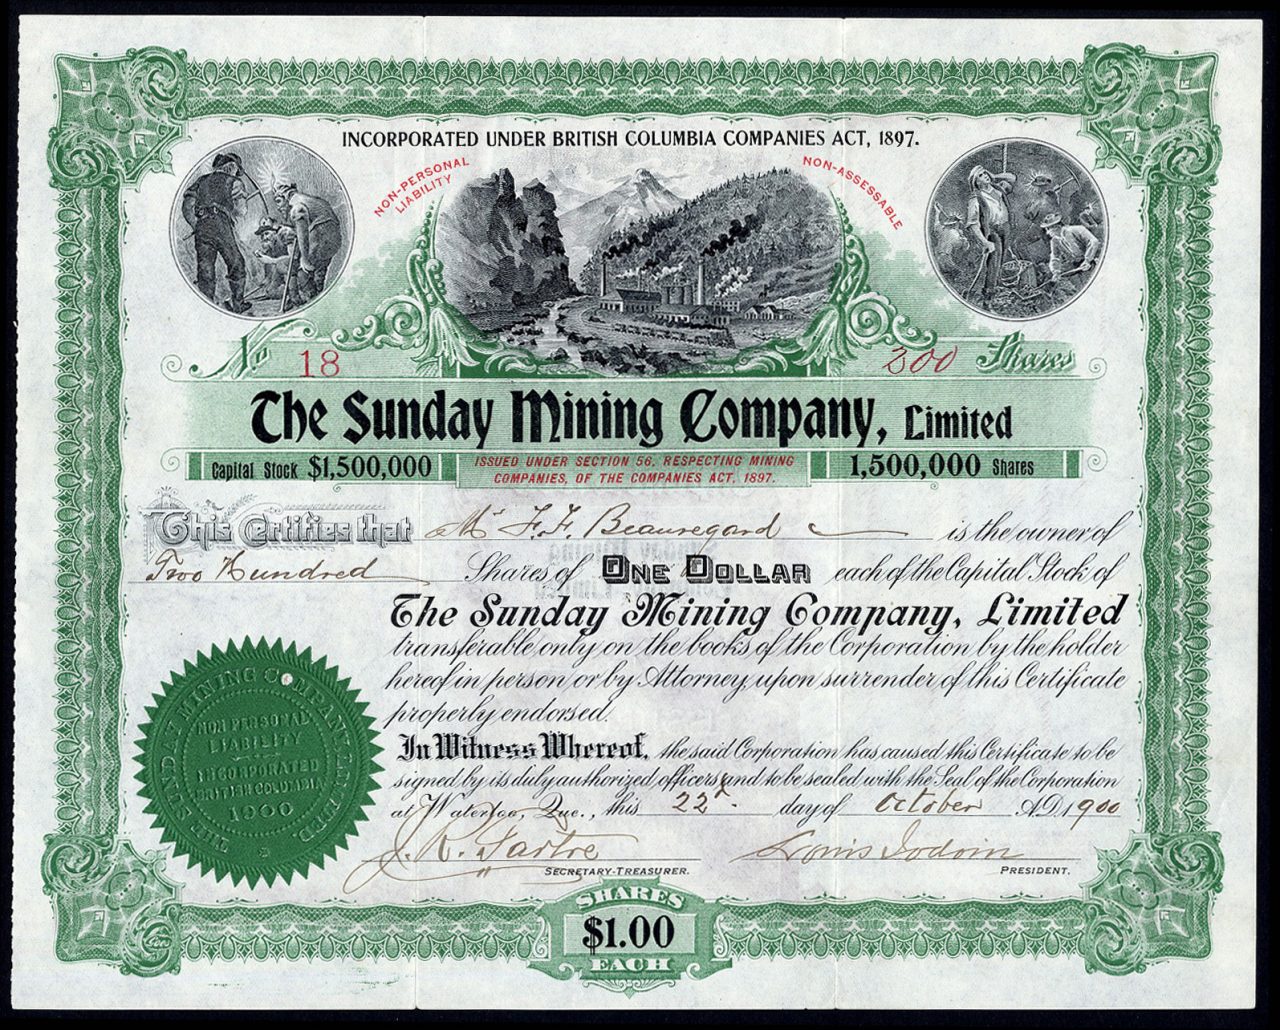 INCORPORATED UNDER BRITISH COLUMBIA COMPANIES ACT, 1897.
NON-PERSONAL
LIABILITY
NON-ASSESSABLE
No 18
200 Shares
The Sunday Mining Company, Limited
Capital Stock $1,500,000
ISSUED UNDER SECTION 56, RESPECTING MINING
COMPANIES, OF THE COMPANIES ACT, 1897.
1,500,000 Shares
This Certifies that Mr F. F. Beauregard is the owner of
Two Hundred Shares of ONE DOLLAR each of the Capital Stock of
The Sunday Mining Company, Limited
transferable only on the books of the Corporation by the holder
hereof in person or by Attorney, upon surrender of this Certificate
properly endorsed.
In Witness Whereof, the said Corporation has caused this Certificate to be
signed by its duly authorized officers and to be sealed with the Seal of the Corporation
at Waterloo, Que., this 22d day of October A.D. 1900
J. R. Tartre
SECRETARY-TREASURER.
Louis Jodoin
PRESIDENT.
THE SUNDAY MINING COMPANY, LIMITED
NON PERSONAL
LIABILITY
INCORPORATED
BRITISH COLUMBIA
1900
SHARES
$1.00
EACH